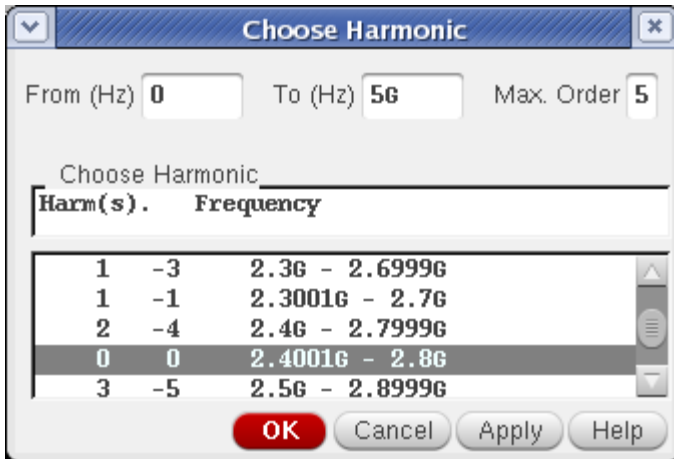 Choose Harmonic
From (Hz) 0 To (Hz) 5G Max. Order 5
Choose Harmonic
Harm(s). Frequency
1 -3 2.3G - 2.6999G
1 -1 2.3001G - 2.7G
2 -4 2.4G - 2.7999G
0 0 2.4001G - 2.8G
3 -5 2.5G - 2.8999G
OK Cancel Apply Help